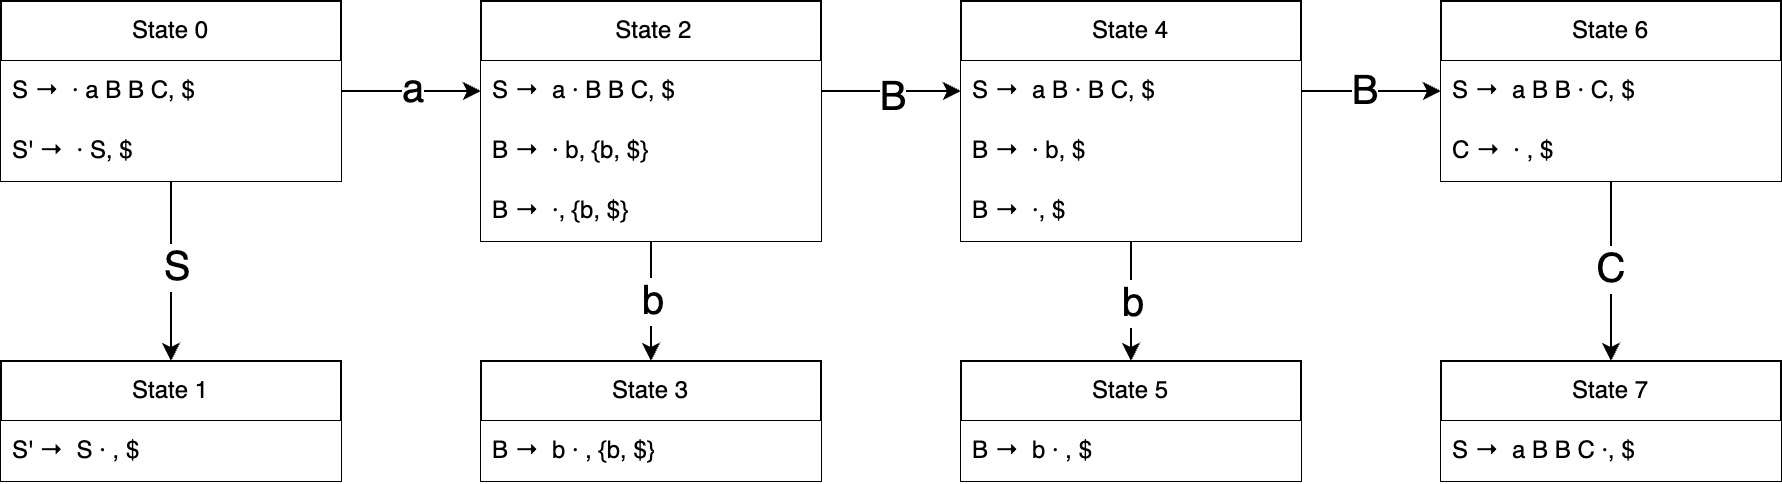 State 0
S → · a B B C, $
S' → · S, $
a
State 2
S → a · B B C, $
B → · b, {b, $}
B → ·, {b, $}
B
State 4
S → a B · B C, $
B → · b, $
B → ·, $
B
State 6
S → a B B · C, $
C → · , $
S
b
b
C
State 1
S' → S · , $
State 3
B → b · , {b, $}
State 5
B → b · , $
State 7
S → a B B C ·, $